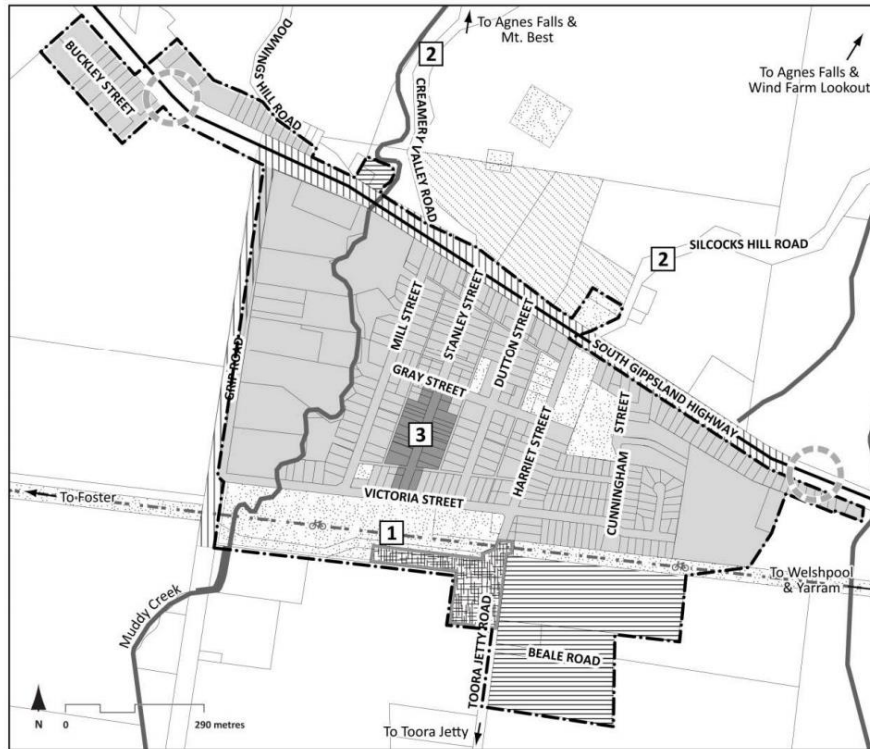 To Agnes Falls &
Mt. Best
To Agnes Falls &
Wind Farm Lookout
BUCKLEY STREET
DOWNINGS HILL ROAD
2
CREAMERY VALLEY ROAD
2
SILCOCKS HILL ROAD
MILL STREET
STANLEY STREET
DUTTON STREET
GRAY STREET
SOUTH GIPPSLAND HIGHWAY
GRIP ROAD
3
HARRIET STREET
CUNNINGHAM STREET
To Foster
VICTORIA STREET
1
To Welshpool
& Yarram
Muddy Creek
TOORA JETTY ROAD
BEALE ROAD
N
0
290 metres
To Toora Jetty